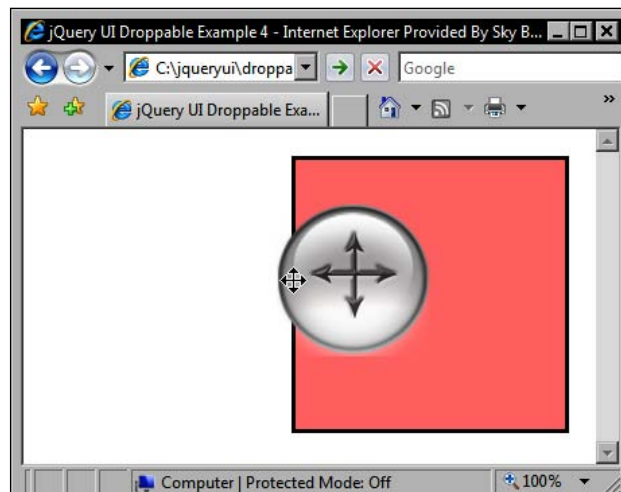 jQuery UI Droppable Example 4 - Internet Explorer Provided By Sky B...
C:\jqueryui\droppa
Google
jQuery UI Droppable Exa...
»
Computer | Protected Mode: Off
100%